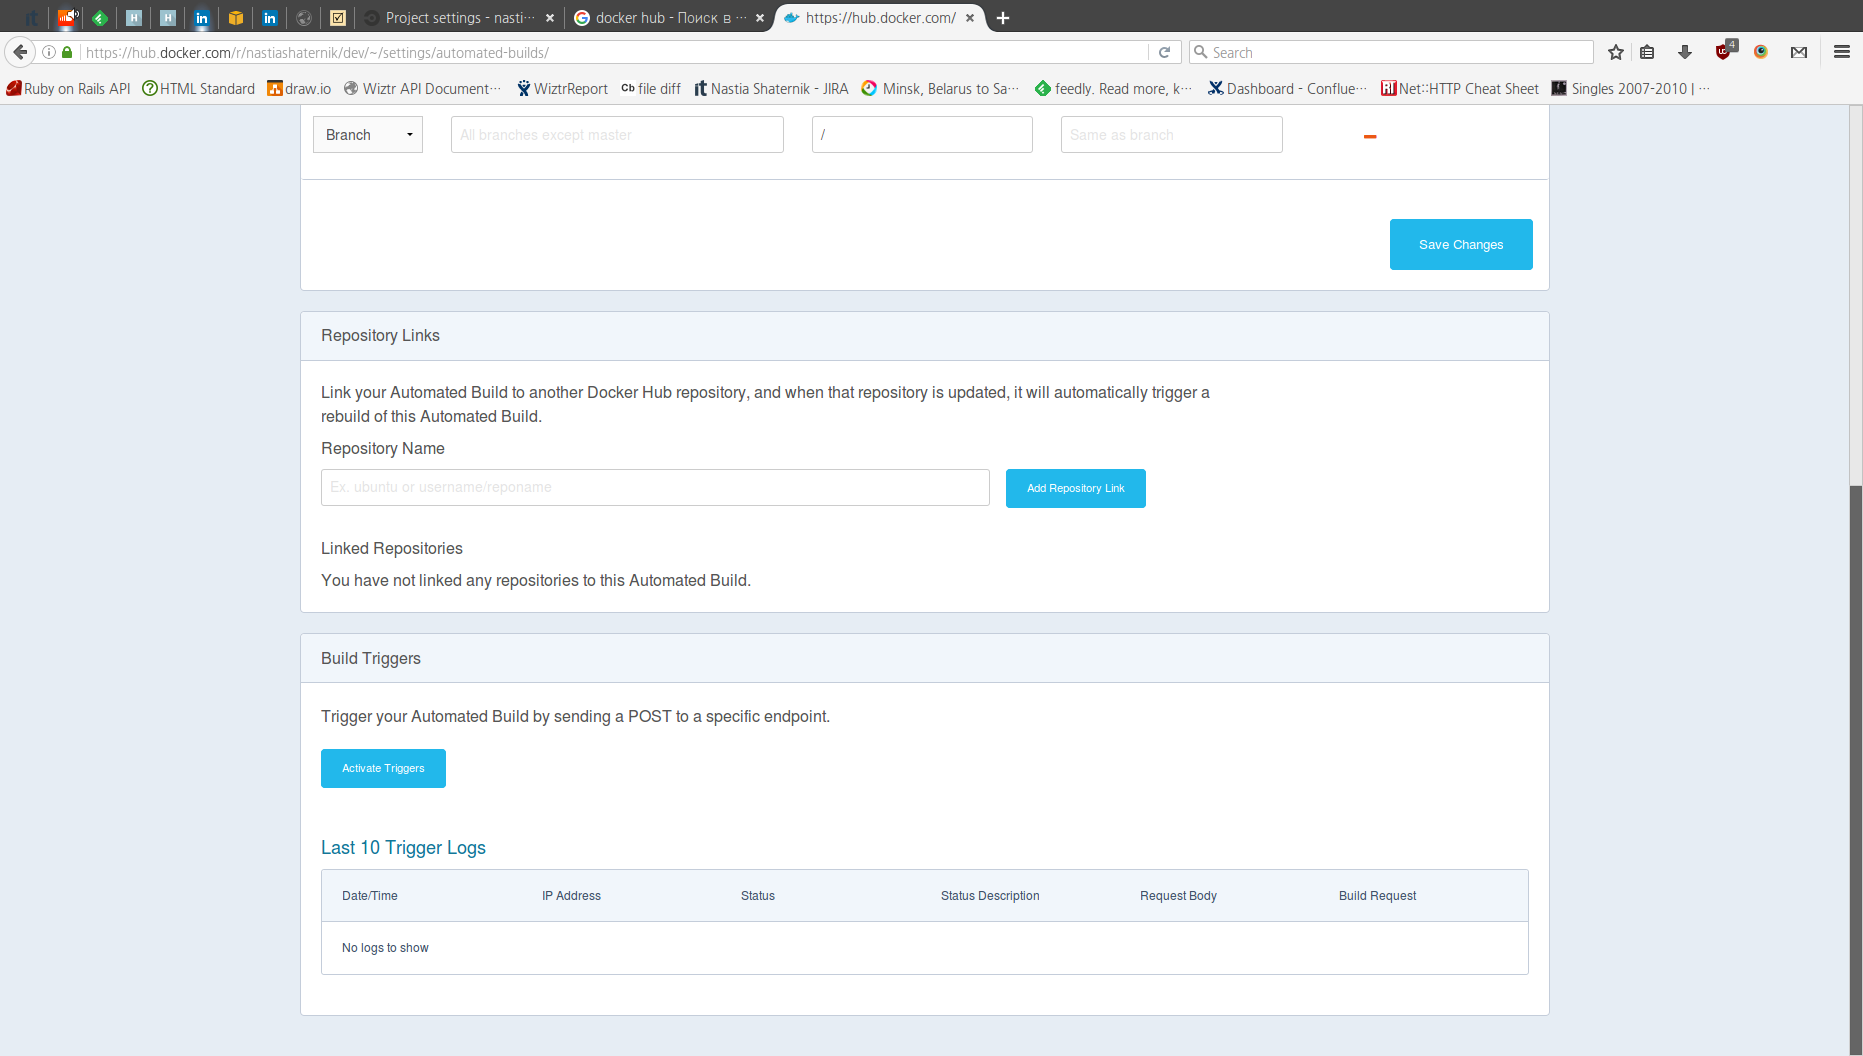 Project settings - nasti···
docker hub - Поиск в ···
https://hub.docker.com/
https://hub.docker.com/r/nastiashaternik/dev/~/settings/automated-builds/
Search
4
Ruby on Rails API
HTML Standard
draw.io
Wiztr API Document···
WiztrReport
Cb file diff
Nastia Shaternik - JIRA
Minsk, Belarus to Sa···
feedly. Read more, k···
Dashboard - Conflue···
Net::HTTP Cheat Sheet
Singles 2007-2010 | ···
Branch
All branches except master
/
Same as branch
Save Changes
Repository Links
Link your Automated Build to another Docker Hub repository, and when that repository is updated, it will automatically trigger a
rebuild of this Automated Build.
Repository Name
Ex. ubuntu or username/reponame
Add Repository Link
Linked Repositories
You have not linked any repositories to this Automated Build.
Build Triggers
Trigger your Automated Build by sending a POST to a specific endpoint.
Activate Triggers
Last 10 Trigger Logs
Date/Time IP Address Status Status Description Request Body Build Request
No logs to show